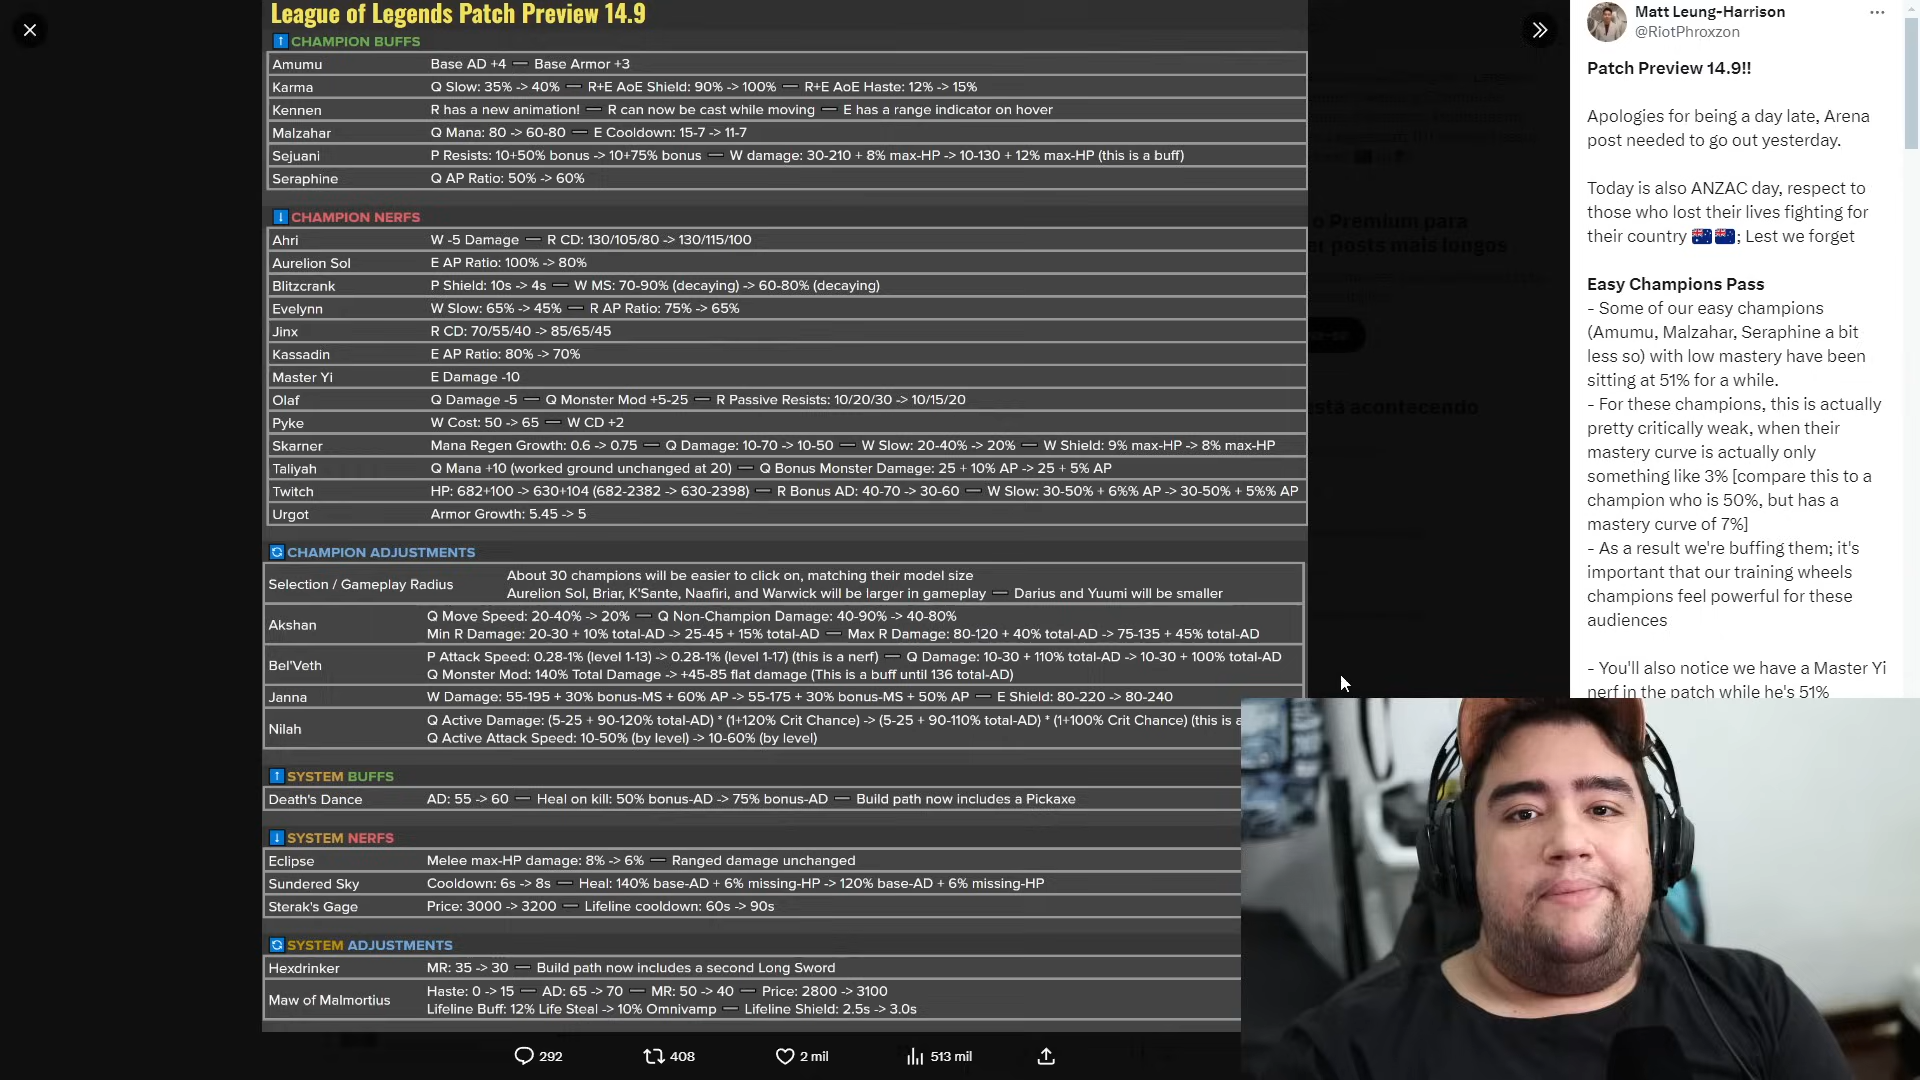 League of Legends Patch Preview 14.9
CHAMPION BUFFS
Amumu Base AD +4 — Base Armor +3
Karma Q Slow: 35% -> 40% — R+E AoE Shield: 90% -> 100% — R+E AoE Haste: 12% -> 15%
Kennen R has a new animation! — R can now be cast while moving — E has a range indicator on hover
Malzahar Q Mana: 80 -> 60-80 — E Cooldown: 15-7 -> 11-7
Sejuani P Resists: 10+50% bonus -> 10+75% bonus — W damage: 30-210 + 8% max-HP -> 10-130 + 12% max-HP (this is a buff)
Seraphine Q AP Ratio: 50% -> 60%
CHAMPION NERFS
Ahri W -5 Damage — R CD: 130/105/80 -> 130/115/100
Aurelion Sol E AP Ratio: 100% -> 80%
Blitzcrank P Shield: 10s -> 4s — W MS: 70-90% (decaying) -> 60-80% (decaying)
Evelynn W Slow: 65% -> 45% — R AP Ratio: 75% -> 65%
Jinx R CD: 70/55/40 -> 85/65/45
Kassadin E AP Ratio: 80% -> 70%
Master Yi E Damage -10
Olaf Q Damage -5 — Q Monster Mod +5-25 — R Passive Resists: 10/20/30 -> 10/15/20
Pyke W Cost: 50 -> 65 — W CD +2
Skarner Mana Regen Growth: 0.6 -> 0.75 — Q Damage: 10-70 -> 10-50 — W Slow: 20-40% -> 20% — W Shield: 9% max-HP -> 8% max-HP
Taliyah Q Mana +10 (worked ground unchanged at 20) — Q Bonus Monster Damage: 25 + 10% AP -> 25 + 5% AP
Twitch HP: 682+100 -> 630+104 (682-2382 -> 630-2398) — R Bonus AD: 40-70 -> 30-60 — W Slow: 30-50% + 6%% AP -> 30-50% + 5%% AP
Urgot Armor Growth: 5.45 -> 5
CHAMPION ADJUSTMENTS
Selection / Gameplay Radius About 30 champions will be easier to click on, matching their model size
Aurelion Sol, Briar, K'Sante, Naafiri, and Warwick will be larger in gameplay — Darius and Yuumi will be smaller
Akshan Q Move Speed: 20-40% -> 20% — Q Non-Champion Damage: 40-90% -> 40-80%
Min R Damage: 20-30 + 10% total-AD -> 25-45 + 15% total-AD — Max R Damage: 80-120 + 40% total-AD -> 75-135 + 45% total-AD
Bel'Veth P Attack Speed: 0.28-1% (level 1-13) -> 0.28-1% (level 1-17) (this is a nerf) — Q Damage: 10-30 + 110% total-AD -> 10-30 + 100% total-AD
Q Monster Mod: 140% Total Damage -> +45-85 flat damage (This is a buff until 136 total-AD)
Janna W Damage: 55-195 + 30% bonus-MS + 60% AP -> 55-175 + 30% bonus-MS + 50% AP — E Shield: 80-220 -> 80-240
Nilah Q Active Damage: (5-25 + 90-120% total-AD) * (1+120% Crit Chance) -> (5-25 + 90-110% total-AD) * (1+100% Crit Chance) (this is a
Q Active Attack Speed: 10-50% (by level) -> 10-60% (by level)
SYSTEM BUFFS
Death's Dance AD: 55 -> 60 — Heal on kill: 50% bonus-AD -> 75% bonus-AD — Build path now includes a Pickaxe
SYSTEM NERFS
Eclipse Melee max-HP damage: 8% -> 6% — Ranged damage unchanged
Sundered Sky Cooldown: 6s -> 8s — Heal: 140% base-AD + 6% missing-HP -> 120% base-AD + 6% missing-HP
Sterak's Gage Price: 3000 -> 3200 — Lifeline cooldown: 60s -> 90s
SYSTEM ADJUSTMENTS
Hexdrinker MR: 35 -> 30 — Build path now includes a second Long Sword
Maw of Malmortius Haste: 0 -> 15 — AD: 65 -> 70 — MR: 50 -> 40 — Price: 2800 -> 3100
Lifeline Buff: 12% Life Steal -> 10% Omnivamp — Lifeline Shield: 2.5s -> 3.0s
292 408 2 mil 513 mil
o Premium para
er posts mais longos
está acontecendo
Matt Leung-Harrison
@RiotPhroxzon
Patch Preview 14.9!!
Apologies for being a day late, Arena
post needed to go out yesterday.
Today is also ANZAC day, respect to
those who lost their lives fighting for
their country 🇦🇺🇳🇿; Lest we forget
Easy Champions Pass
- Some of our easy champions
(Amumu, Malzahar, Seraphine a bit
less so) with low mastery have been
sitting at 51% for a while.
- For these champions, this is actually
pretty critically weak, when their
mastery curve is actually only
something like 3% [compare this to a
champion who is 50%, but has a
mastery curve of 7%]
- As a result we're buffing them; it's
important that our training wheels
champions feel powerful for these
audiences
- You'll also notice we have a Master Yi
nerf in the patch while he's 51%